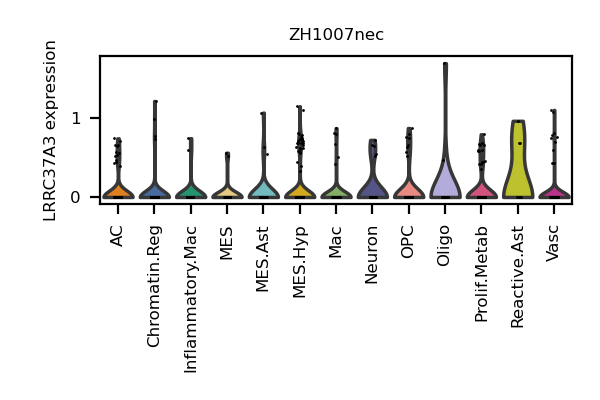 ZH1007nec
LRRC37A3 expression
1
0
AC
Chromatin.Reg
Inflammatory.Mac
MES
MES.Ast
MES.Hyp
Mac
Neuron
OPC
Oligo
Prolif.Metab
Reactive.Ast
Vasc